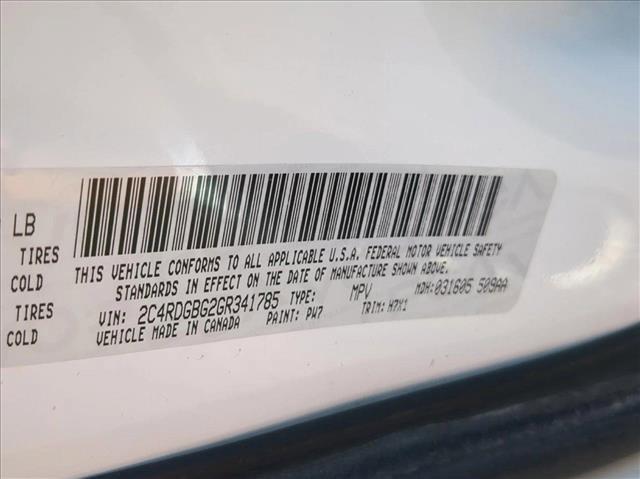 LB
TIRES
COLD
TIRES
COLD
THIS VEHICLE CONFORMS TO ALL APPLICABLE U.S.A. FEDERAL MOTOR VEHICLE SAFETY
STANDARDS IN EFFECT ON THE DATE OF MANUFACTURE SHOWN ABOVE.
VIN: 2C4RDGBG2GR341785 TYPE: MPV MDH: 031605 509AA
VEHICLE MADE IN CANADA PAINT: PW7 TRIM: H7X1